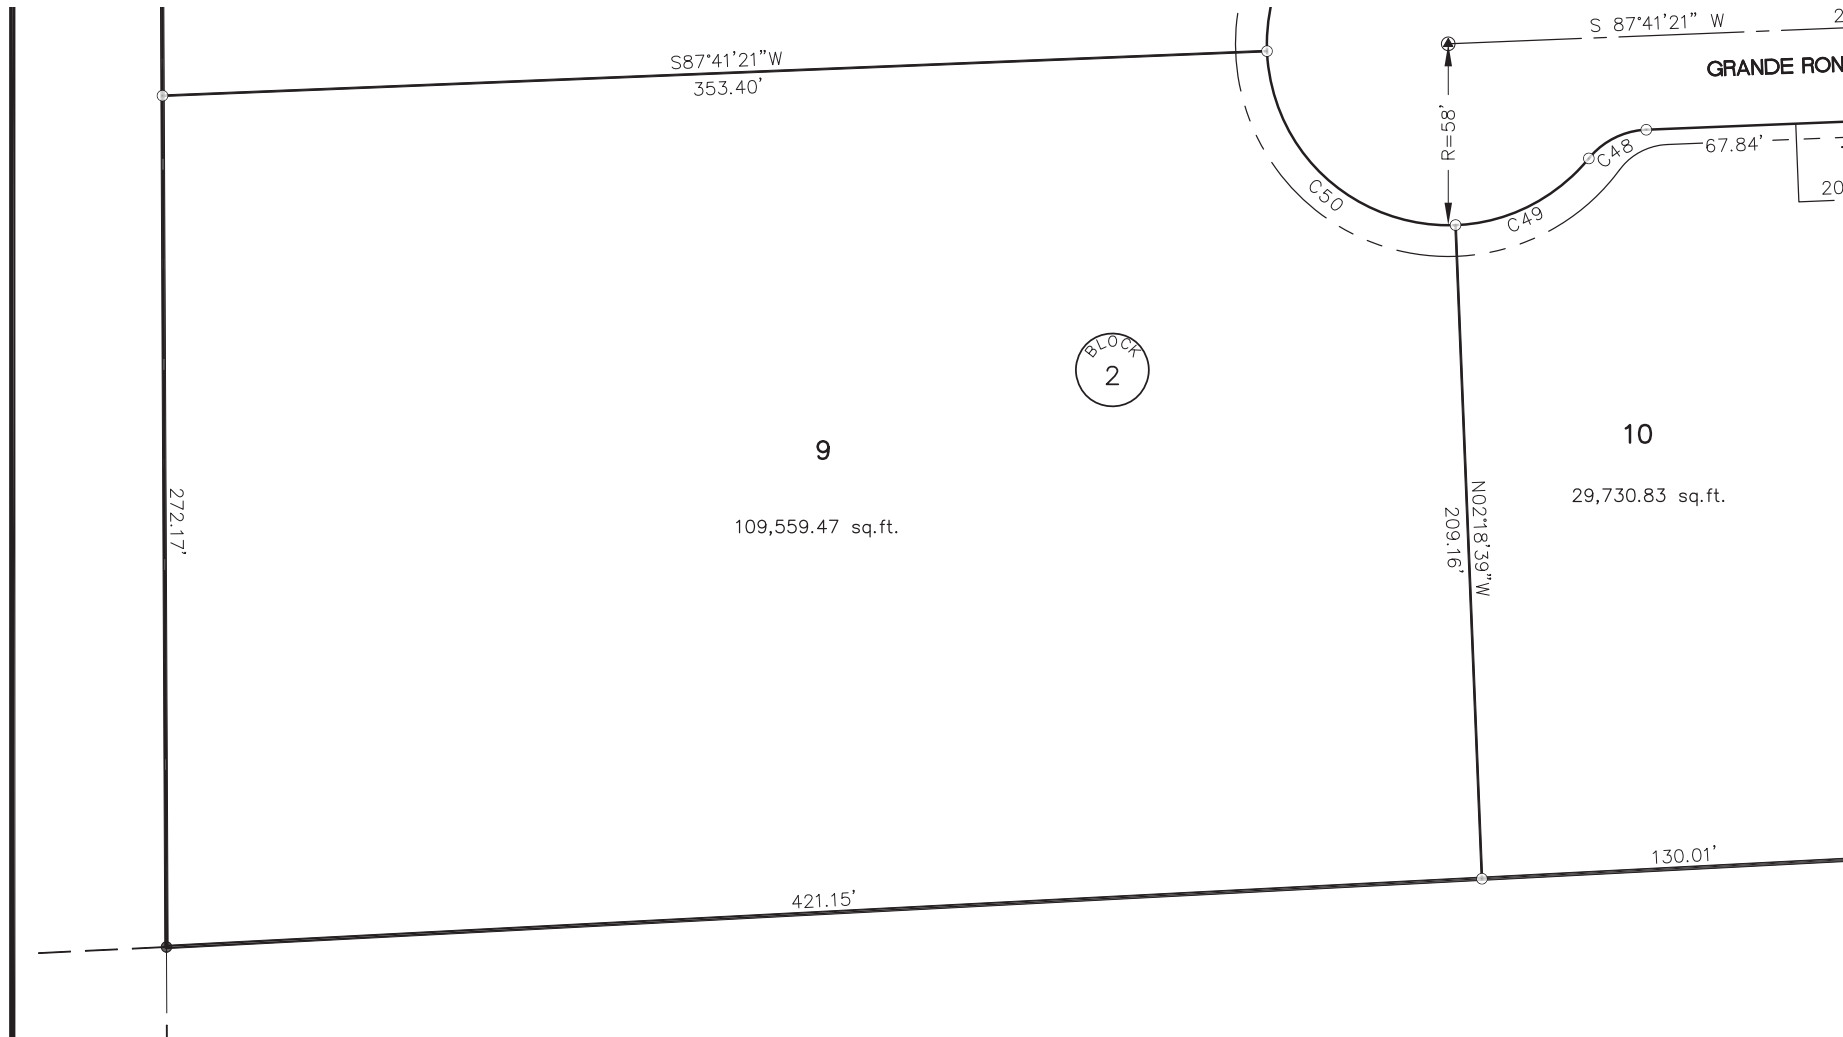 S 87°41'21" W
2
S87°41'21"W
353.40'
GRANDE RON
R=58'
C48
67.84'
C50
20
C49
BLOCK
2
9
109,559.47 sq.ft.
10
29,730.83 sq.ft.
272.17'
N02°18'39"W
209.16'
421.15'
130.01'